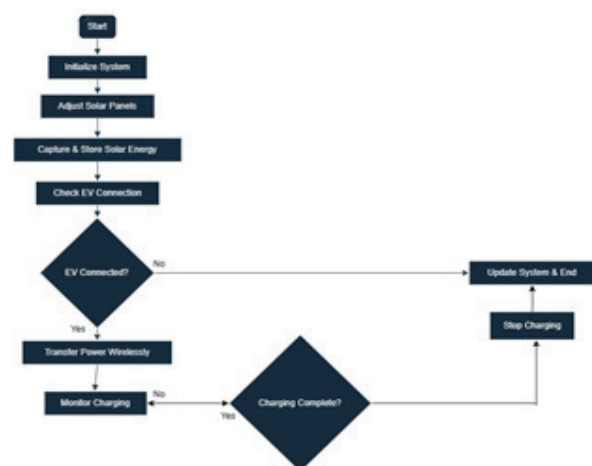 Start
Initialize System
Adjust Solar Panels
Capture & Store Solar Energy
Check EV Connection
EV Connected?
No
Update System & End
Stop Charging
Yes
Transfer Power Wirelessly
Monitor Charging
No
Yes
Charging Complete?